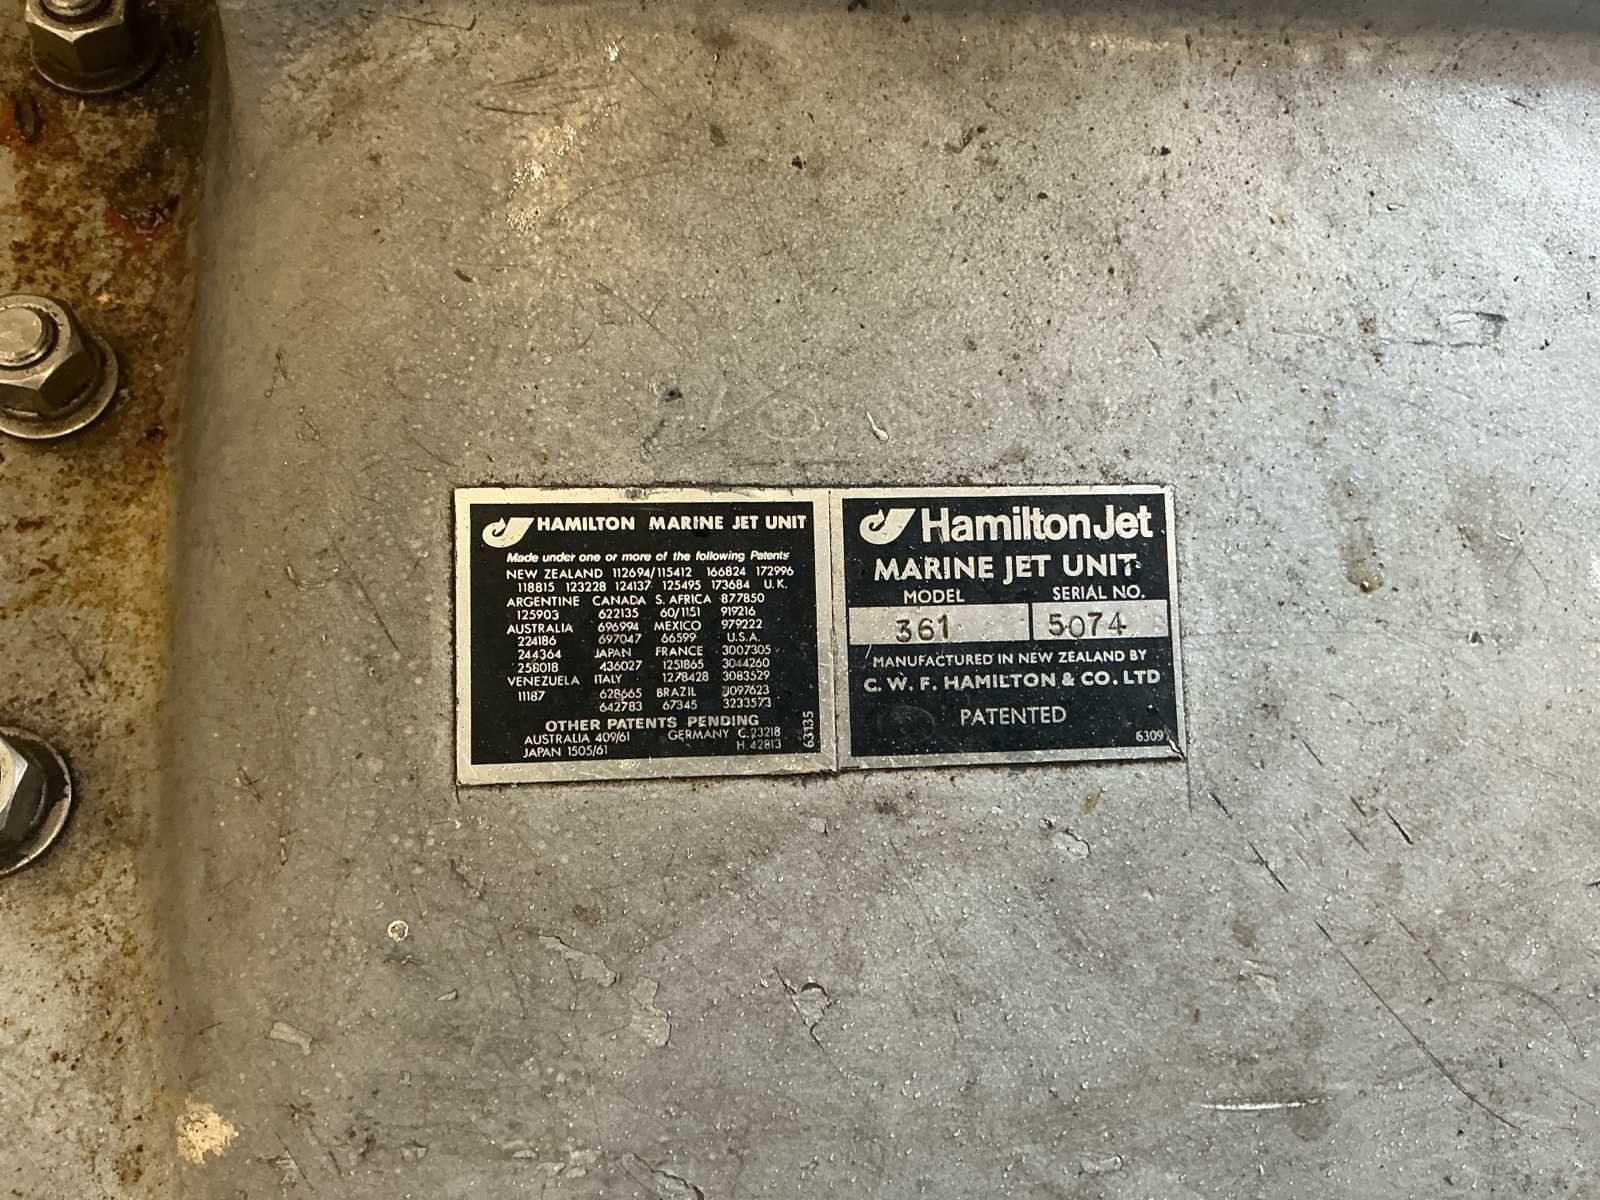 HAMILTON MARINE JET UNIT
Made under one or more of the following Patents
NEW ZEALAND 112694/115412 166824 172996
118815 123228 124137 125495 173684 U.K.
ARGENTINE CANADA S. AFRICA 877850
125903 622135 60/1151 919216
AUSTRALIA 696994 MEXICO 979222
224186 697047 66599 U.S.A.
244364 JAPAN FRANCE 3007305
258018 436027 1251865 3044260
VENEZUELA ITALY 1278428 3083529
11187 628665 BRAZIL 3097623
642783 67345 3233573
OTHER PATENTS PENDING
AUSTRALIA 409/61 GERMANY C.23218
JAPAN 1505/61 H.42813
63135
HamiltonJet
MARINE JET UNIT
MODEL SERIAL NO.
361 5074
MANUFACTURED IN NEW ZEALAND BY
C. W. F. HAMILTON & CO. LTD
PATENTED
6309